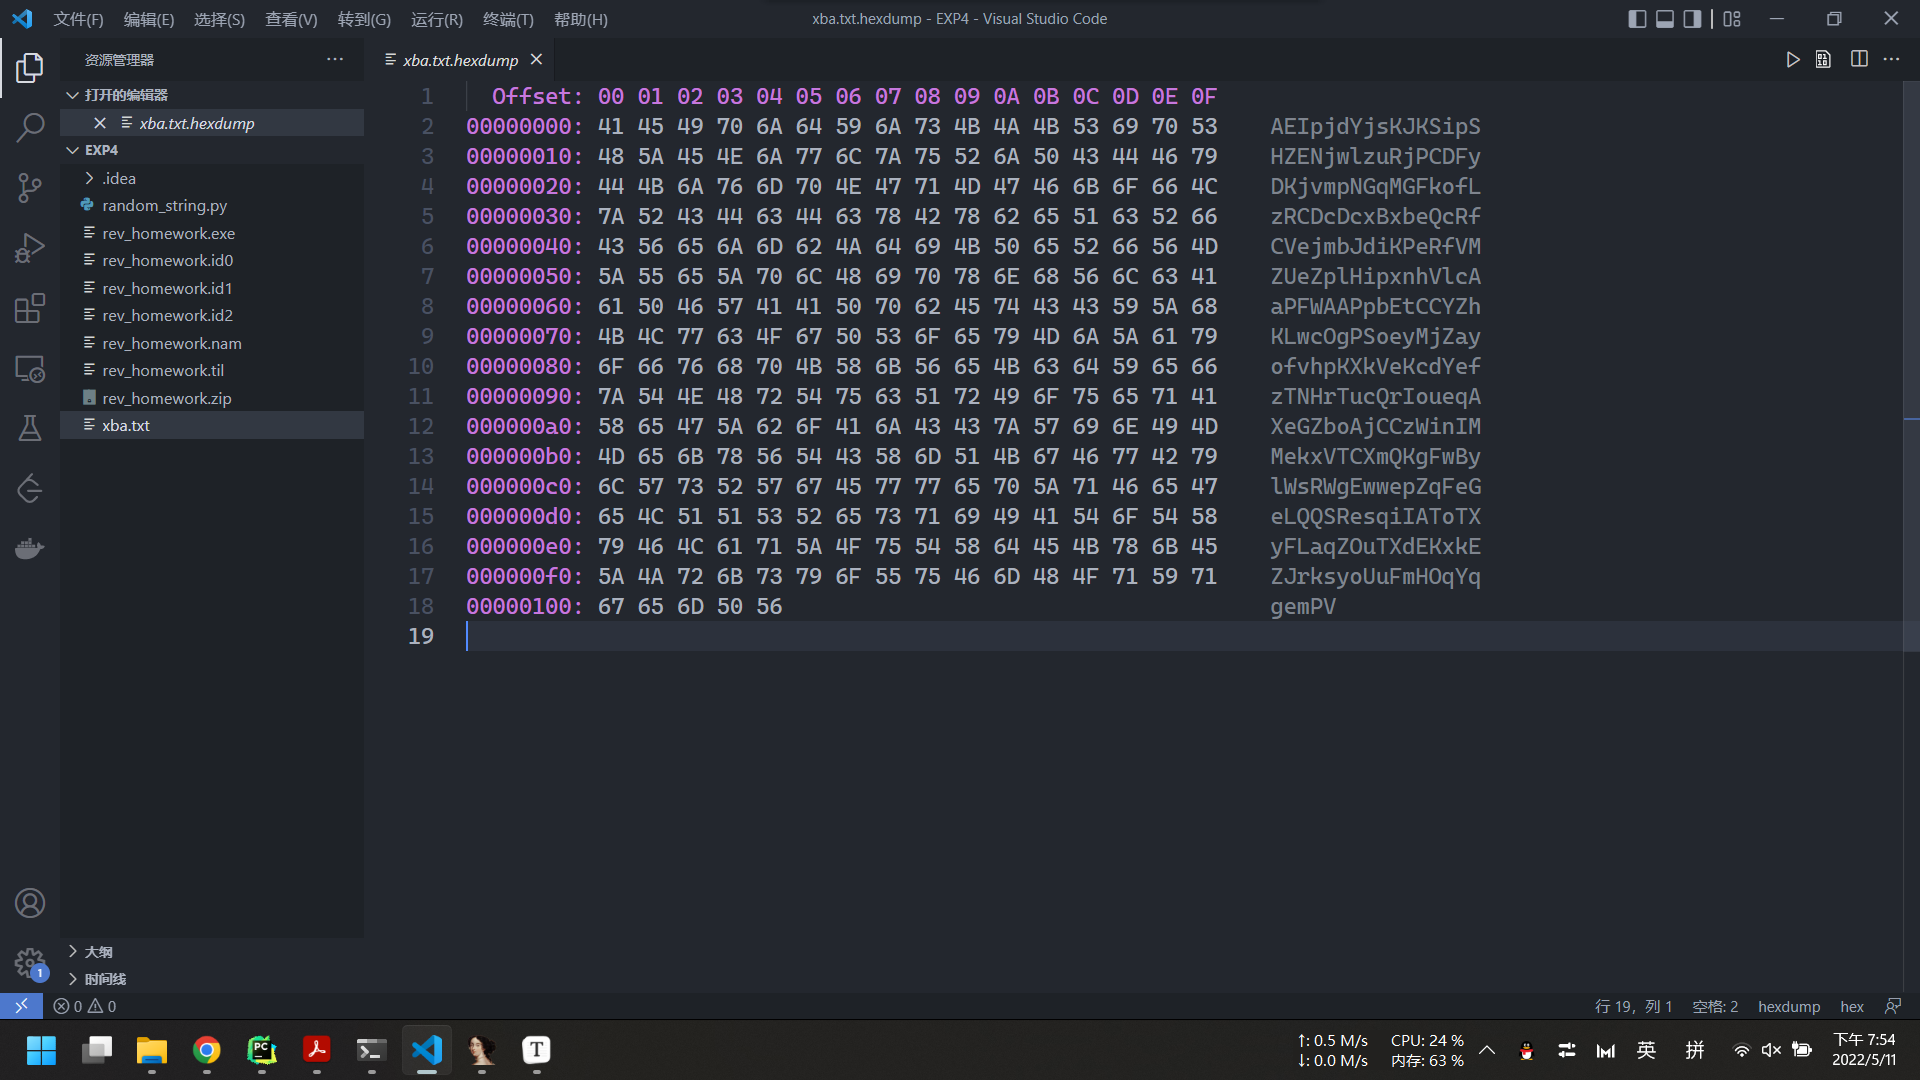 文件(F) 编辑(E) 选择(S) 查看(V) 转到(G) 运行(R) 终端(T) 帮助(H)
xba.txt.hexdump - EXP4 - Visual Studio Code
资源管理器
xba.txt.hexdump
打开的编辑器
xba.txt.hexdump
EXP4
.idea
random_string.py
rev_homework.exe
rev_homework.id0
rev_homework.id1
rev_homework.id2
rev_homework.nam
rev_homework.til
rev_homework.zip
xba.txt
大纲
时间线
1 Offset: 00 01 02 03 04 05 06 07 08 09 0A 0B 0C 0D 0E 0F
2 00000000: 41 45 49 70 6A 64 59 6A 73 4B 4A 4B 53 69 70 53 AEIpjdYjsKJKSipS
3 00000010: 48 5A 45 4E 6A 77 6C 7A 75 52 6A 50 43 44 46 79 HZENjwlzuRjPCDFy
4 00000020: 44 4B 6A 76 6D 70 4E 47 71 4D 47 46 6B 6F 66 4C DKjvmpNGqMGFkofL
5 00000030: 7A 52 43 44 63 44 63 78 42 78 62 65 51 63 52 66 zRCDcDcxBxbeQcRf
6 00000040: 43 56 65 6A 6D 62 4A 64 69 4B 50 65 52 66 56 4D CVejmbJdiKPeRfVM
7 00000050: 5A 55 65 5A 70 6C 48 69 70 78 6E 68 56 6C 63 41 ZUeZplHipxnhVlcA
8 00000060: 61 50 46 57 41 41 50 70 62 45 74 43 43 59 5A 68 aPFWAAPpbEtCCYZh
9 00000070: 4B 4C 77 63 4F 67 50 53 6F 65 79 4D 6A 5A 61 79 KLwcOgPSoeyMjZay
10 00000080: 6F 66 76 68 70 4B 58 6B 56 65 4B 63 64 59 65 66 ofvhpKXkVeKcdYef
11 00000090: 7A 54 4E 48 72 54 75 63 51 72 49 6F 75 65 71 41 zTNHrTucQrIoueqA
12 000000a0: 58 65 47 5A 62 6F 41 6A 43 43 7A 57 69 6E 49 4D XeGZboAjCCzWinIM
13 000000b0: 4D 65 6B 78 56 54 43 58 6D 51 4B 67 46 77 42 79 MekxVTCXmQKgFwBy
14 000000c0: 6C 57 73 52 57 67 45 77 77 65 70 5A 71 46 65 47 lWsRWgEwwepZqFeG
15 000000d0: 65 4C 51 51 53 52 65 73 71 69 49 41 54 6F 54 58 eLQQSResqiIAToTX
16 000000e0: 79 46 4C 61 71 5A 4F 75 54 58 64 45 4B 78 6B 45 yFLaqZOuTXdEKxkE
17 000000f0: 5A 4A 72 6B 73 79 6F 55 75 46 6D 48 4F 71 59 71 ZJrksyoUuFmHOqYq
18 00000100: 67 65 6D 50 56 gemPV
19
1
0 0
行 19，列 1 空格: 2 hexdump hex
↑: 0.5 M/s CPU: 24 %
↓: 0.0 M/s 内存: 63 %
英 拼
下午 7:54
2022/5/11